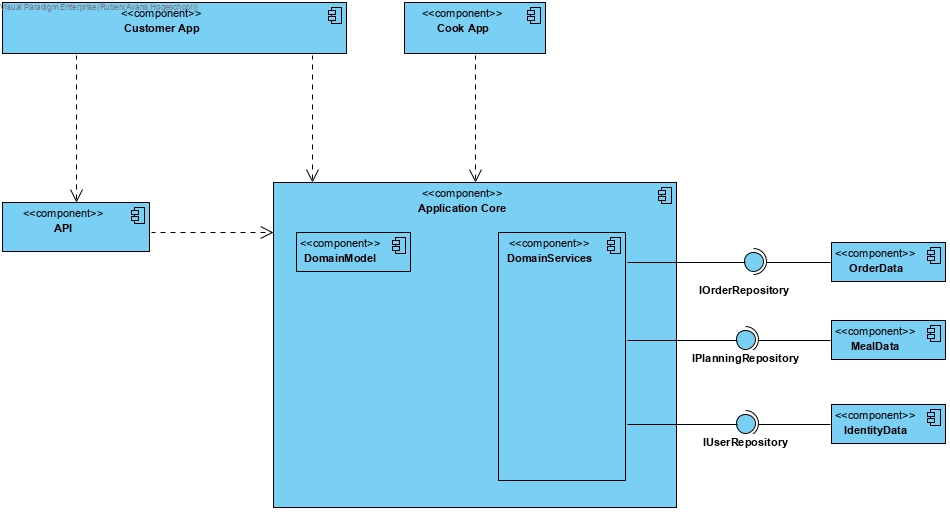 Visual Paradigm Enterprise(Ruben(Avans Hogeschool))
<<component>>
Customer App
<<component>>
Cook App
<<component>>
Application Core
<<component>>
API
<<component>>
DomainModel
<<component>>
DomainServices
<<component>>
OrderData
IOrderRepository
<<component>>
MealData
IPlanningRepository
<<component>>
IdentityData
IUserRepository